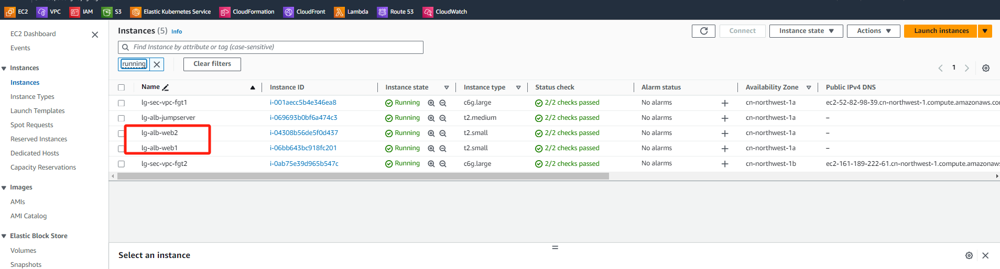 EC2 VPC IAM S3 Elastic Kubernetes Service CloudFormation CloudFront Lambda Route 53 CloudWatch
EC2 Dashboard
Events
Instances
Instances
Instance Types
Launch Templates
Spot Requests
Reserved Instances
Dedicated Hosts
Capacity Reservations
Images
AMIs
AMI Catalog
Elastic Block Store
Volumes
Snapshots
Instances (5) Info
Connect Instance state Actions Launch instances
Find Instance by attribute or tag (case-sensitive)
running Clear filters
1
Name Instance ID Instance state Instance type Status check Alarm status Availability Zone Public IPv4 DNS
lg-sec-vpc-fgt1 i-001aecc5b4e346ea8 Running c6g.large 2/2 checks passed No alarms cn-northwest-1a ec2-52-82-98-39.cn-northwest-1.compute.amazonaws.co
lg-alb-jumpserver i-069693b0bf6a474c3 Running t2.medium 2/2 checks passed No alarms cn-northwest-1a –
lg-alb-web2 i-04308b56de5f0d437 Running t2.small 2/2 checks passed No alarms cn-northwest-1a –
lg-alb-web1 i-06bb643bc918fc201 Running t2.small 2/2 checks passed No alarms cn-northwest-1a –
lg-sec-vpc-fgt2 i-0ab75e39d965b547c Running c6g.large 2/2 checks passed No alarms cn-northwest-1b ec2-161-189-222-61.cn-northwest-1.compute.amazonaws
Select an instance